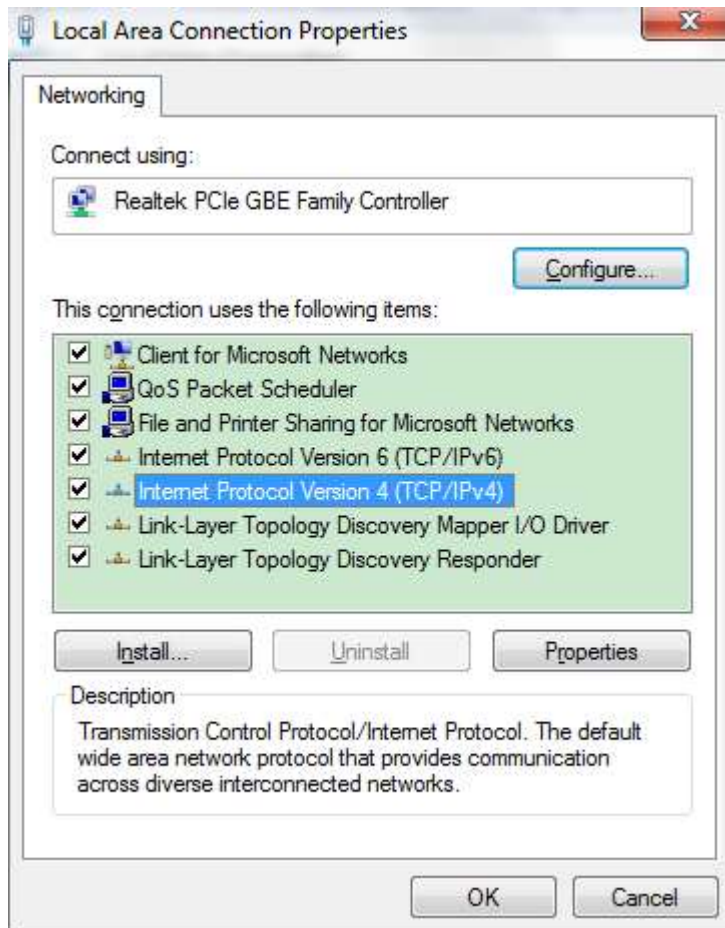 Local Area Connection Properties
Networking
Connect using:
Realtek PCIe GBE Family Controller
Configure...
This connection uses the following items:
Client for Microsoft Networks
QoS Packet Scheduler
File and Printer Sharing for Microsoft Networks
Internet Protocol Version 6 (TCP/IPv6)
Internet Protocol Version 4 (TCP/IPv4)
Link-Layer Topology Discovery Mapper I/O Driver
Link-Layer Topology Discovery Responder
Install... Uninstall Properties
Description
Transmission Control Protocol/Internet Protocol. The default
wide area network protocol that provides communication
across diverse interconnected networks.
OK Cancel